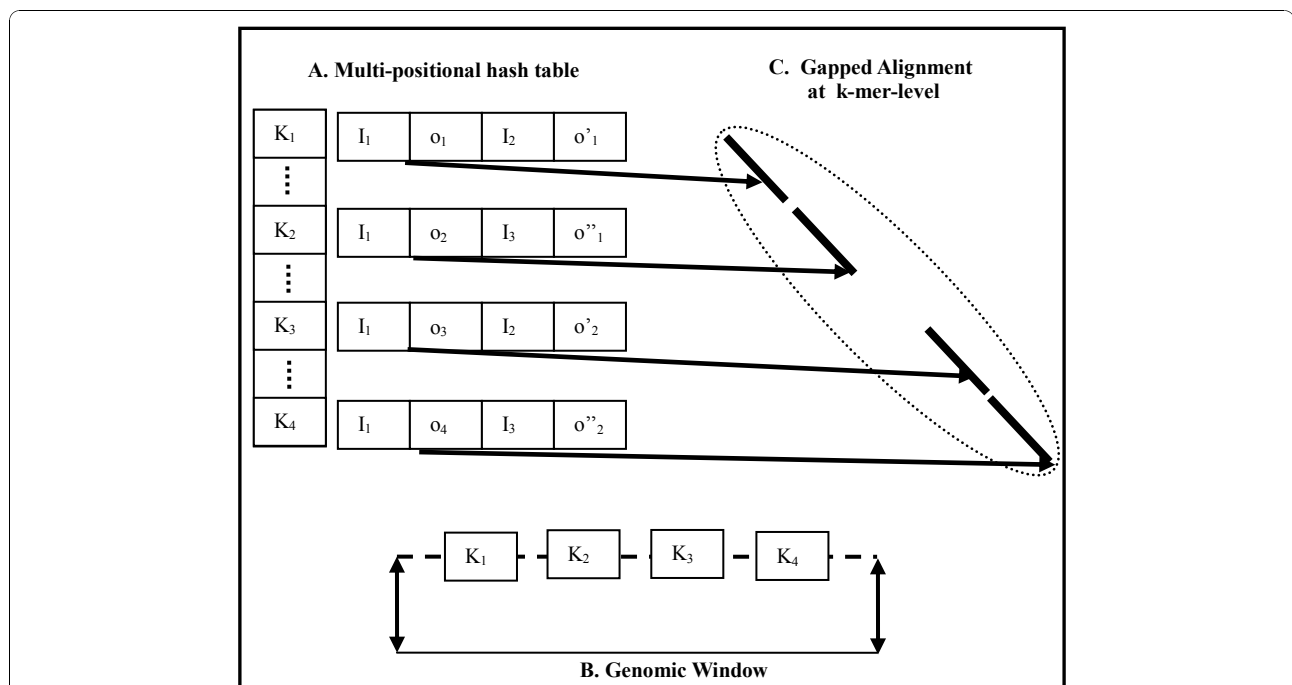 A. Multi-positional hash table
C. Gapped Alignment
at k-mer-level
K₁ I₁ o₁ I₂ o’₁
K₂ I₁ o₂ I₃ o’’₁
K₃ I₁ o₃ I₂ o’₂
K₄ I₁ o₄ I₃ o’’₂
K₁ K₂ K₃ K₄
B. Genomic Window